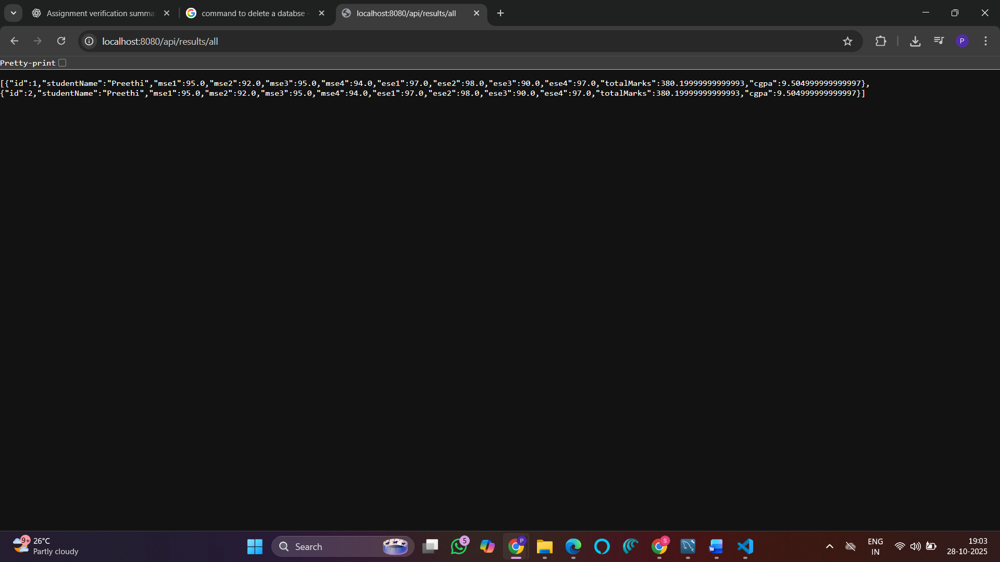 Assignment verification summa
command to delete a databse -
localhost:8080/api/results/all
localhost:8080/api/results/all
P
Pretty-print
[{"id":1,"studentName":"Preethi","mse1":95.0,"mse2":92.0,"mse3":95.0,"mse4":94.0,"ese1":97.0,"ese2":98.0,"ese3":90.0,"ese4":97.0,"totalMarks":380.19999999999993,"cgpa":9.504999999999997},
{"id":2,"studentName":"Preethi","mse1":95.0,"mse2":92.0,"mse3":95.0,"mse4":94.0,"ese1":97.0,"ese2":98.0,"ese3":90.0,"ese4":97.0,"totalMarks":380.19999999999993,"cgpa":9.504999999999997}]
9+
26°C
Partly cloudy
Search
5
P
S
W
ENG
IN
19:03
28-10-2025